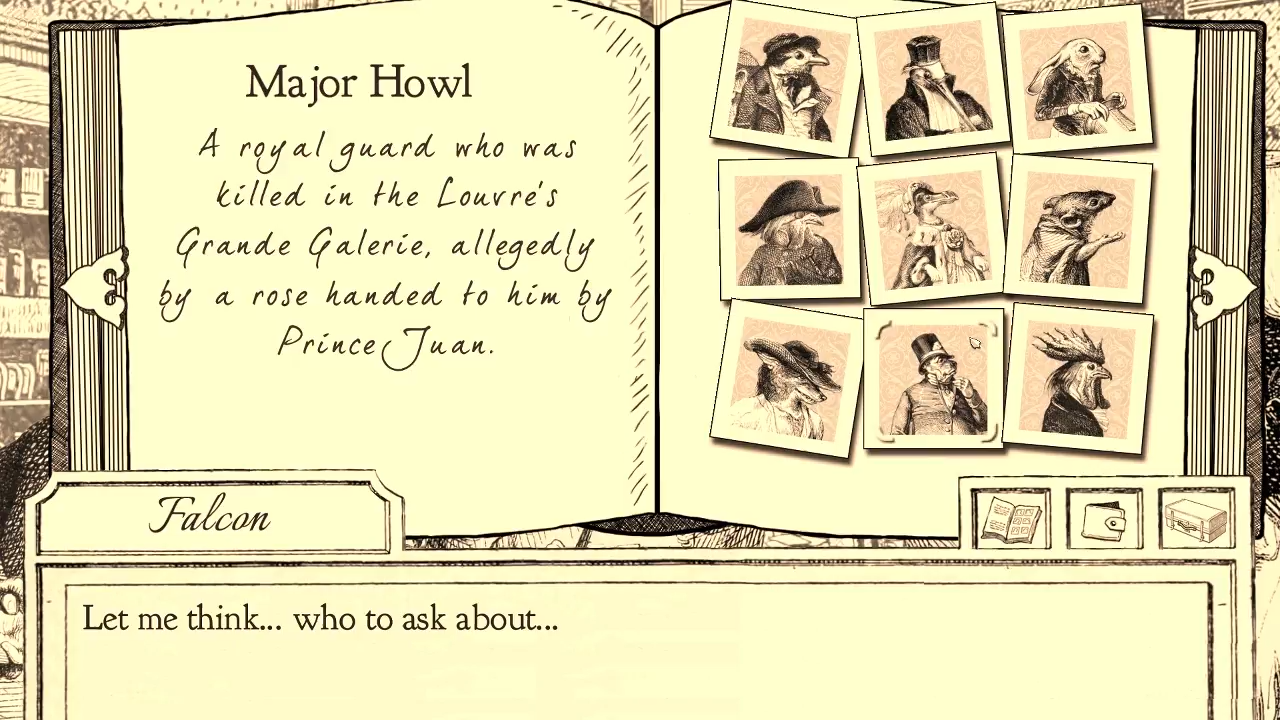 Major Howl
A royal guard who was
killed in the Louvre's
Grande Galerie, allegedly
by a rose handed to him by
Prince Juan.
Falcon
Let me think... who to ask about...